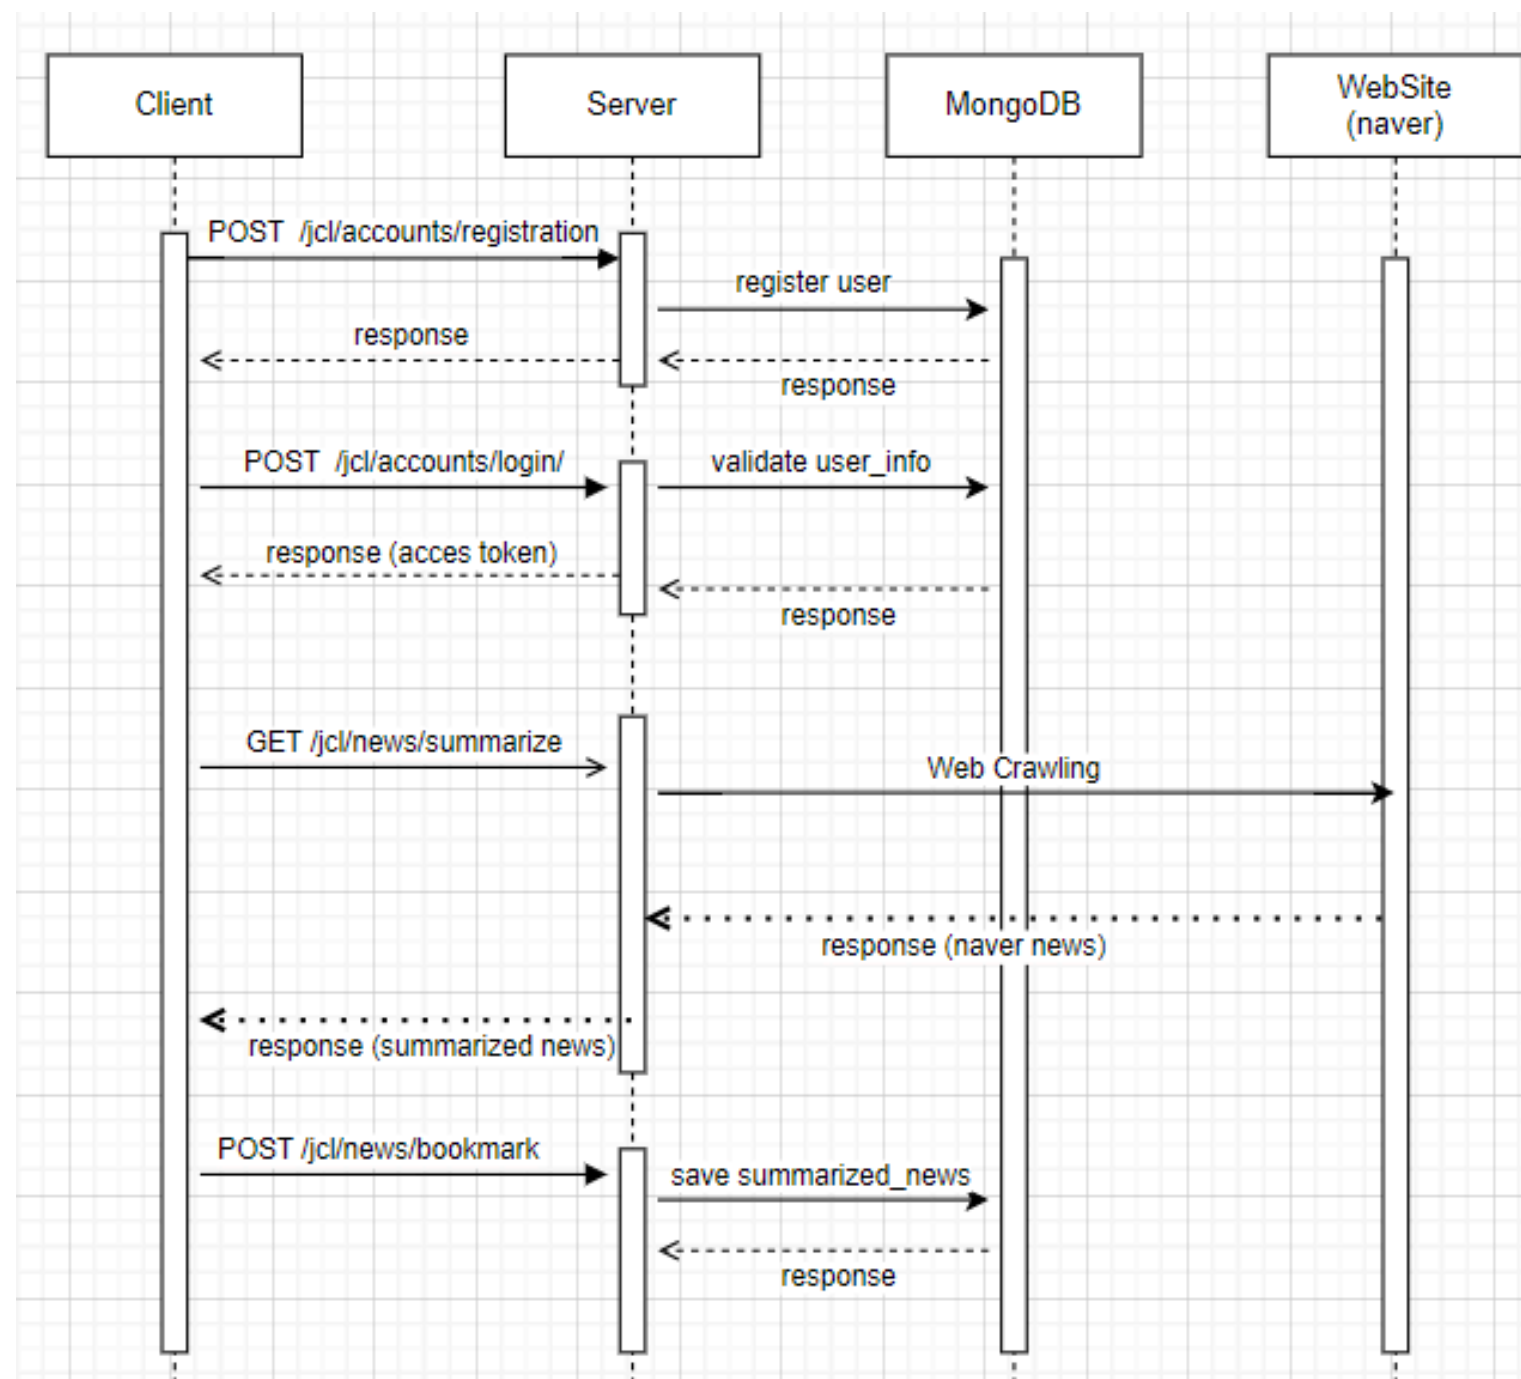 Client
Server
MongoDB
WebSite
(naver)
POST /jcl/accounts/registration
register user
response
response
POST /jcl/accounts/login/
validate user_info
response (acces token)
response
GET /jcl/news/summarize
Web Crawling
response (naver news)
response (summarized news)
POST /jcl/news/bookmark
save summarized_news
response